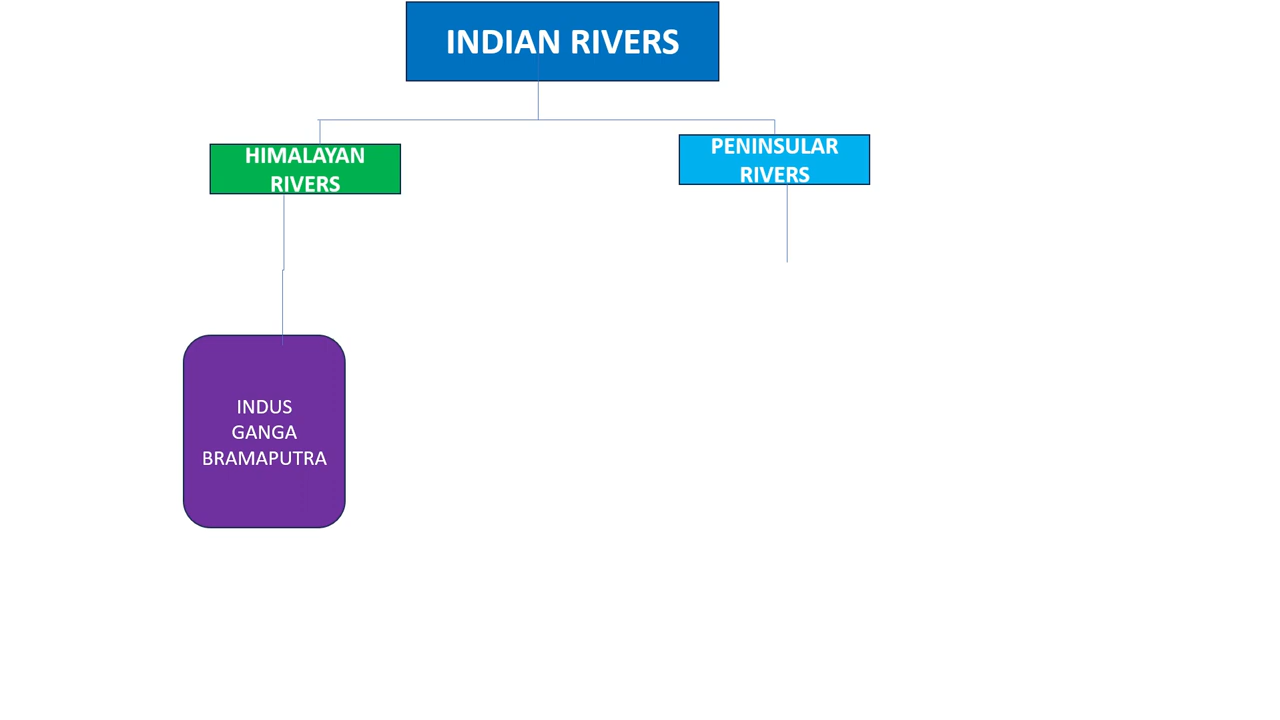 INDIAN RIVERS
HIMALAYAN
RIVERS
PENINSULAR
RIVERS
INDUS
GANGA
BRAMAPUTRA